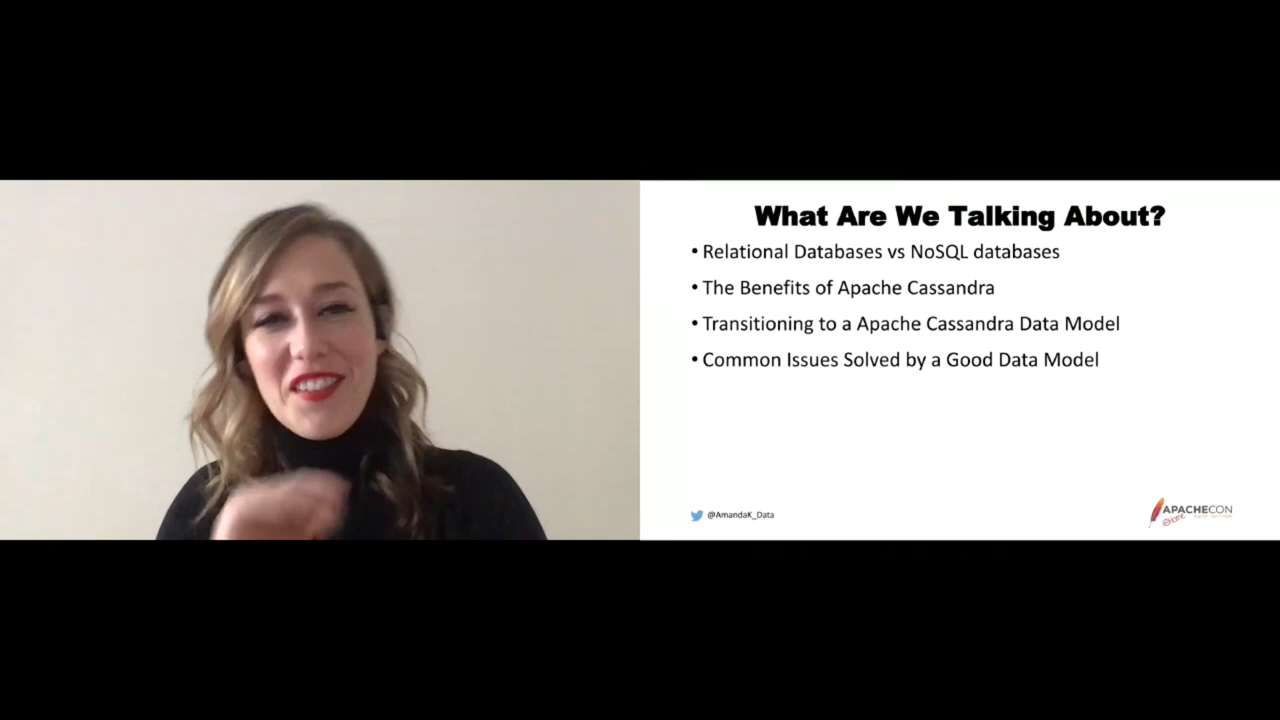 What Are We Talking About?
• Relational Databases vs NoSQL databases
• The Benefits of Apache Cassandra
• Transitioning to a Apache Cassandra Data Model
• Common Issues Solved by a Good Data Model
@AmandaK_Data
APACHECON
@Home